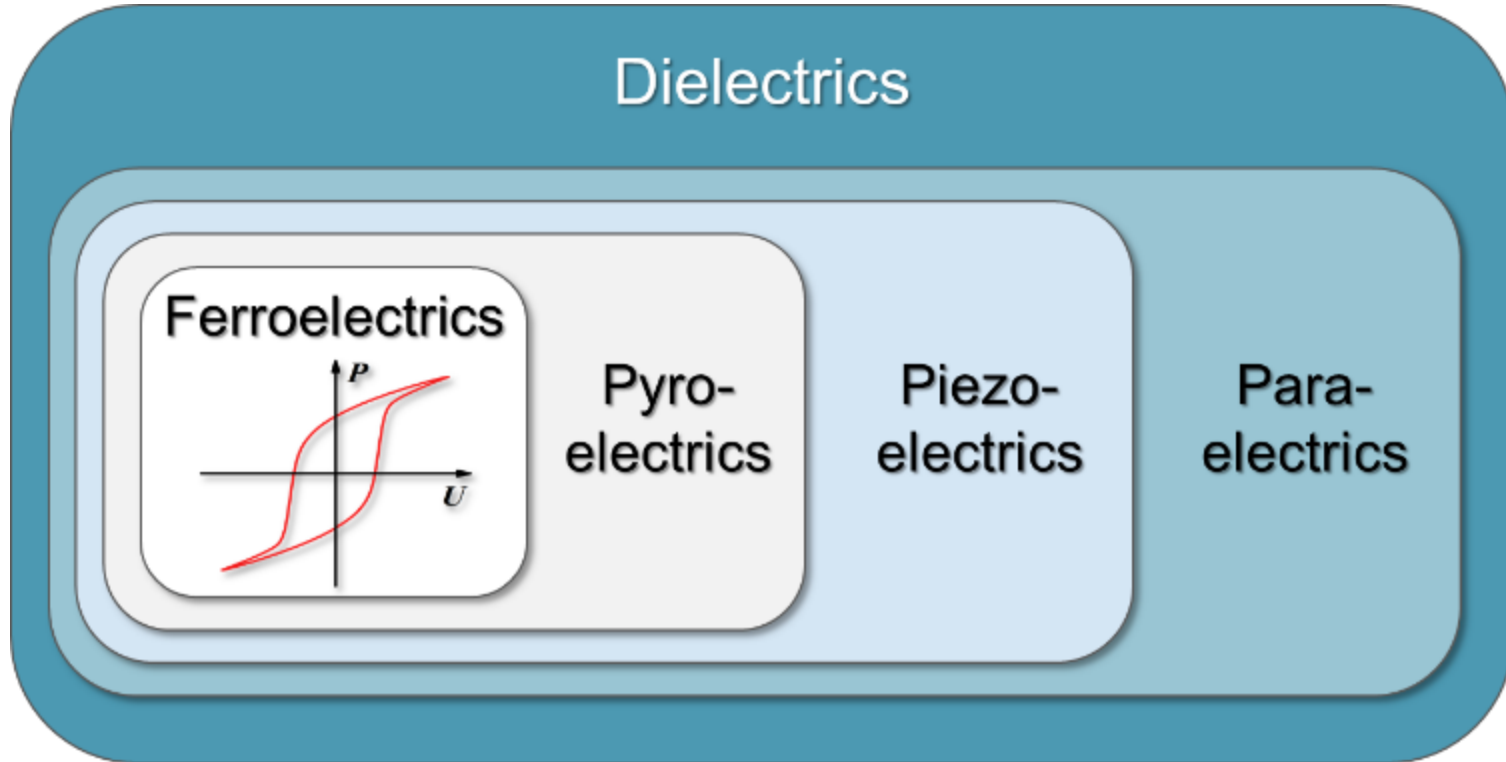 Dielectrics
Ferroelectrics
P
U
Pyro-
electrics
Piezo-
electrics
Para-
electrics